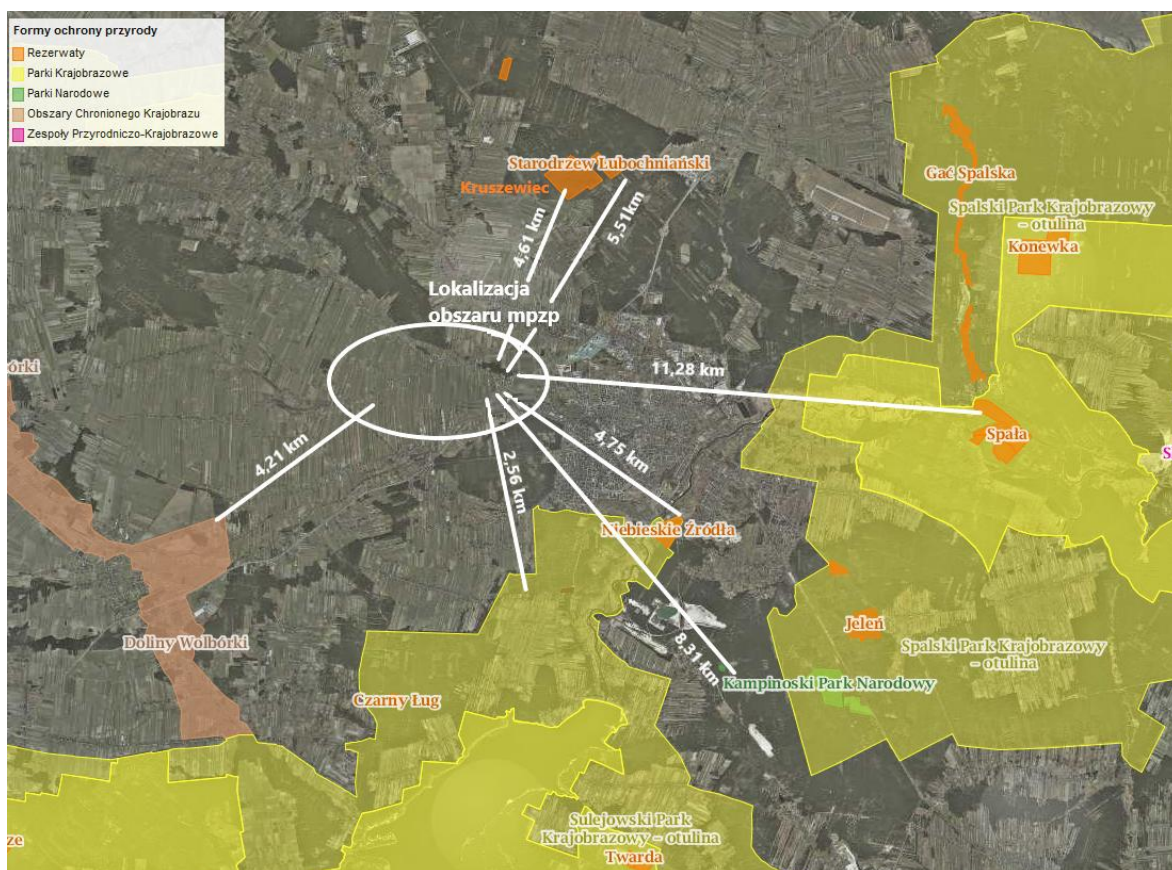 Formy ochrony przyrody
Rezerwaty
Parki Krajobrazowe
Parki Narodowe
Obszary Chronionego Krajobrazu
Zespoły Przyrodniczo-Krajobrazowe
Starodrzew Lubochniański
Kruszewiec
Gać Spalska
Spalski Park Krajobrazowy
- otulina
Konewka
4,61 km
5,51km
Lokalizacja
obszaru mpzp
11,28 km
órki
4,21 km
2,56 km
4,75 km
Spała
S
Niebieskie Źródła
Doliny Wolbórki
Jeleń
8,31 km
Spalski Park Krajobrazowy
- otulina
Kampinoski Park Narodowy
Czarny Ług
Sulejowski Park
Krajobrazowy - otulina
ze
Twarda